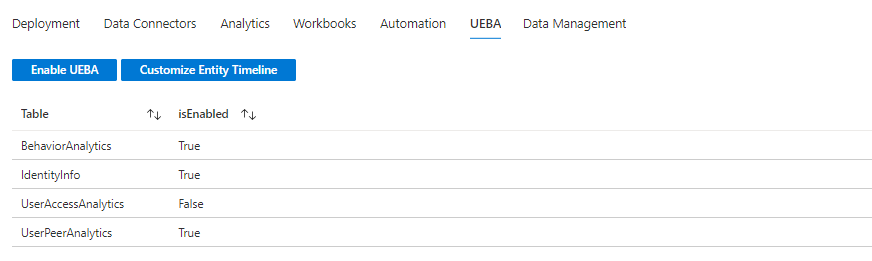 Deployment Data Connectors Analytics Workbooks Automation UEBA Data Management
Enable UEBA Customize Entity Timeline
Table ↑↓ isEnabled ↑↓
BehaviorAnalytics True
IdentityInfo True
UserAccessAnalytics False
UserPeerAnalytics True